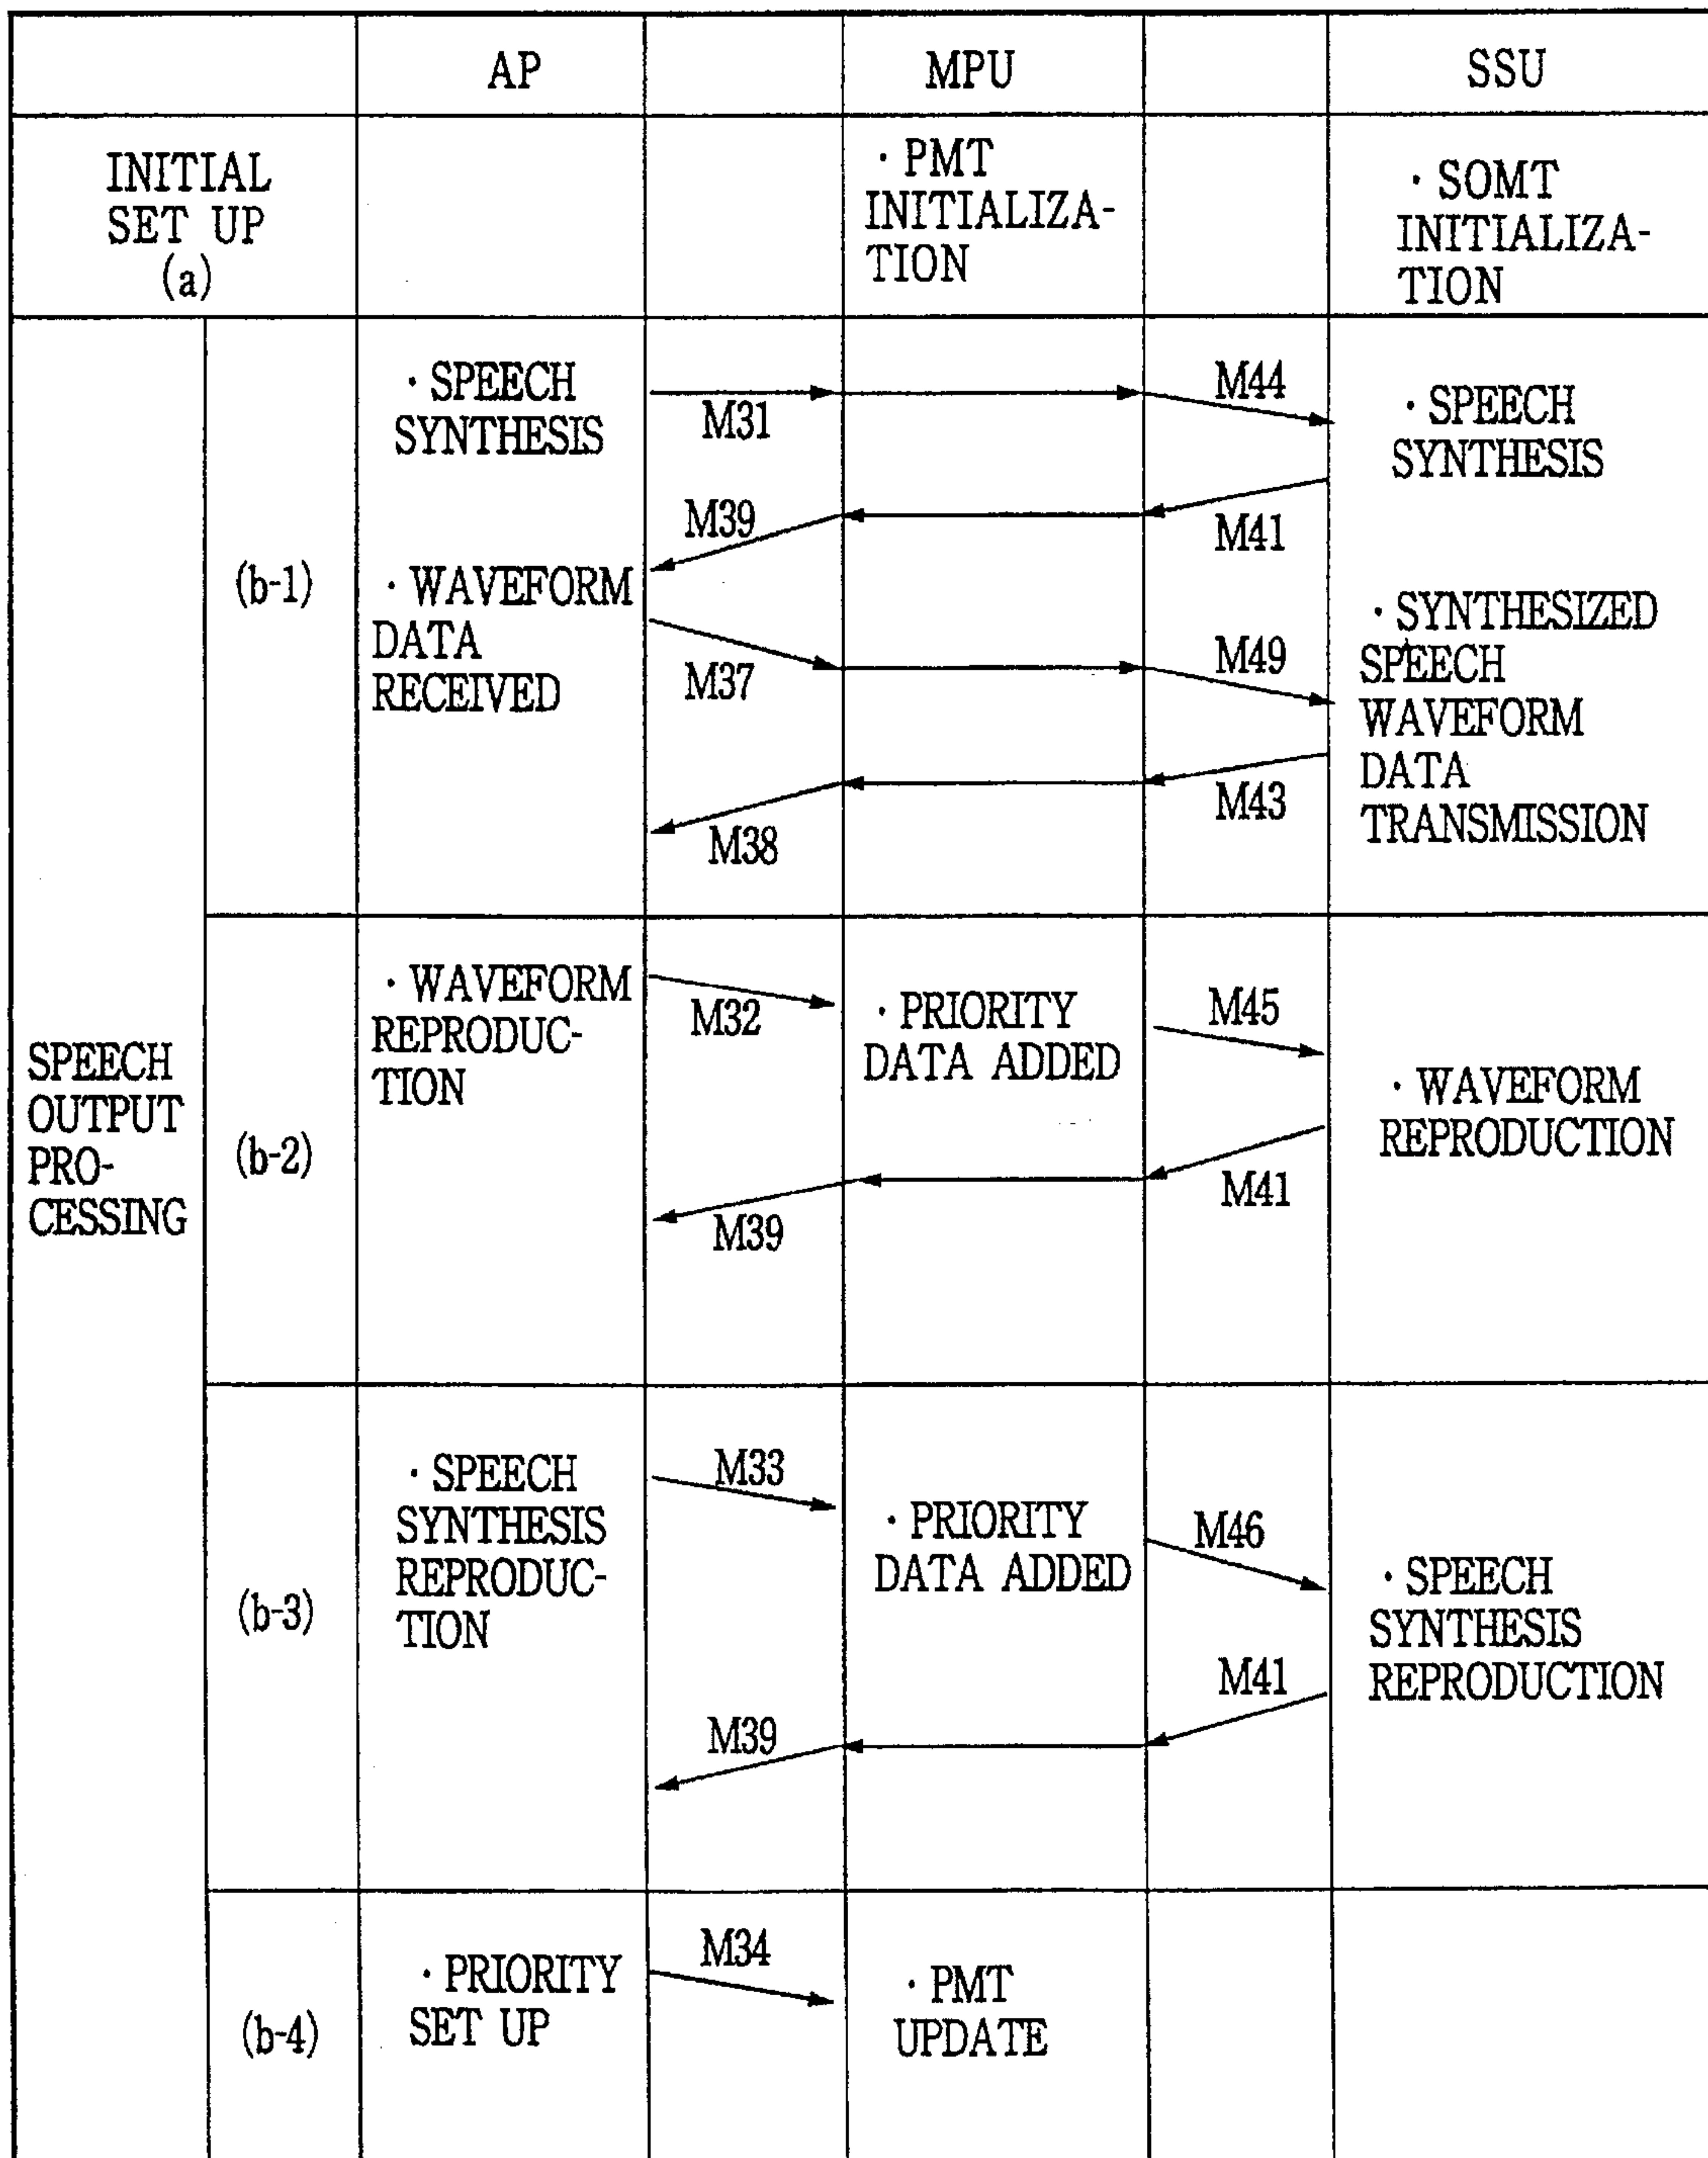 AP
MPU
SSU
INITIAL
SET UP
(a)
· PMT
INITIALIZA-
TION
· SOMT
INITIALIZA-
TION
SPEECH
OUTPUT
PRO-
CESSING
(b-1)
· SPEECH
SYNTHESIS
M31
M44
· SPEECH
SYNTHESIS
M39
M41
· WAVEFORM
DATA
RECEIVED
M37
M49
· SYNTHESIZED
SPEECH
WAVEFORM
DATA
TRANSMISSION
M43
M38
(b-2)
· WAVEFORM
REPRODUC-
TION
M32
· PRIORITY
DATA ADDED
M45
· WAVEFORM
REPRODUCTION
M41
M39
(b-3)
· SPEECH
SYNTHESIS
REPRODUC-
TION
M33
· PRIORITY
DATA ADDED
M46
· SPEECH
SYNTHESIS
REPRODUCTION
M41
M39
(b-4)
· PRIORITY
SET UP
M34
· PMT
UPDATE